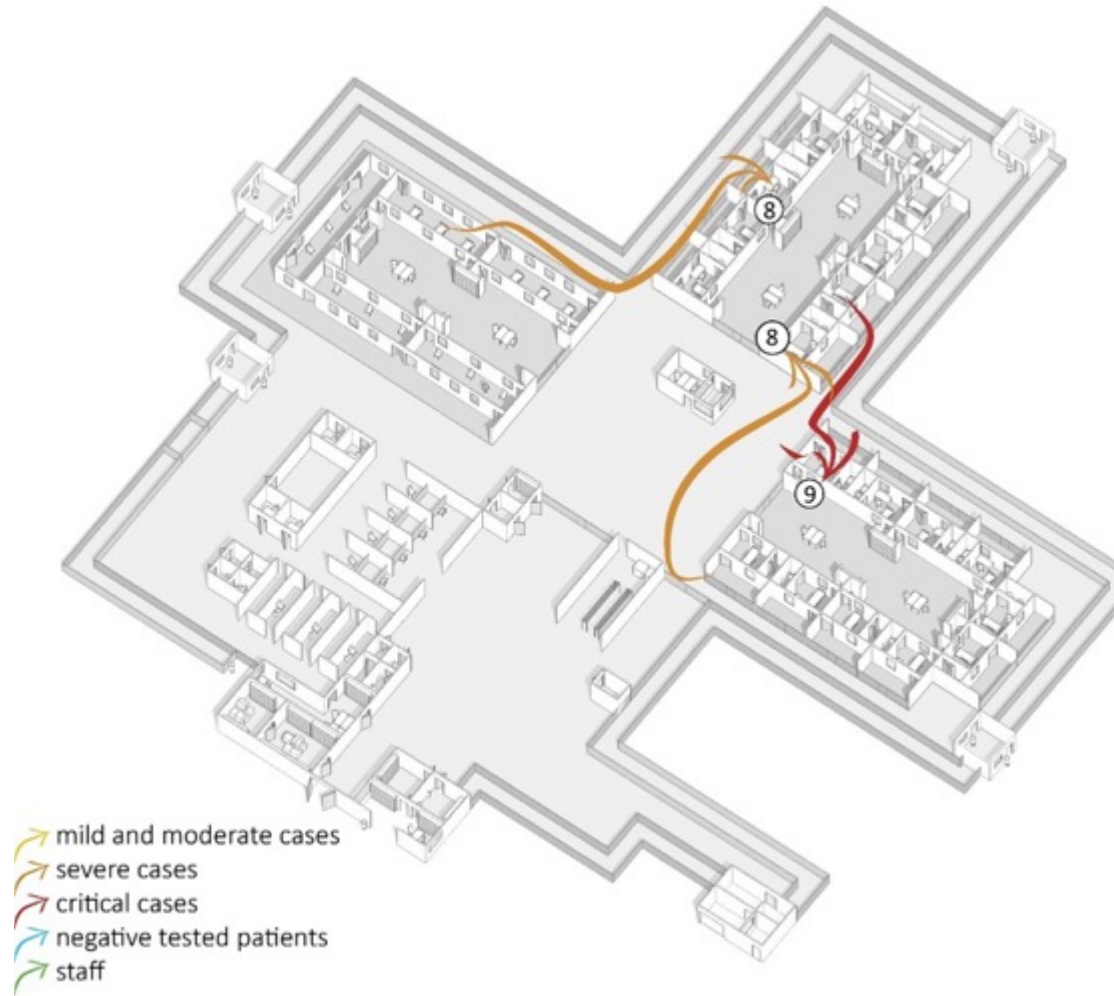 8
8
9
mild and moderate cases
severe cases
critical cases
negative tested patients
staff